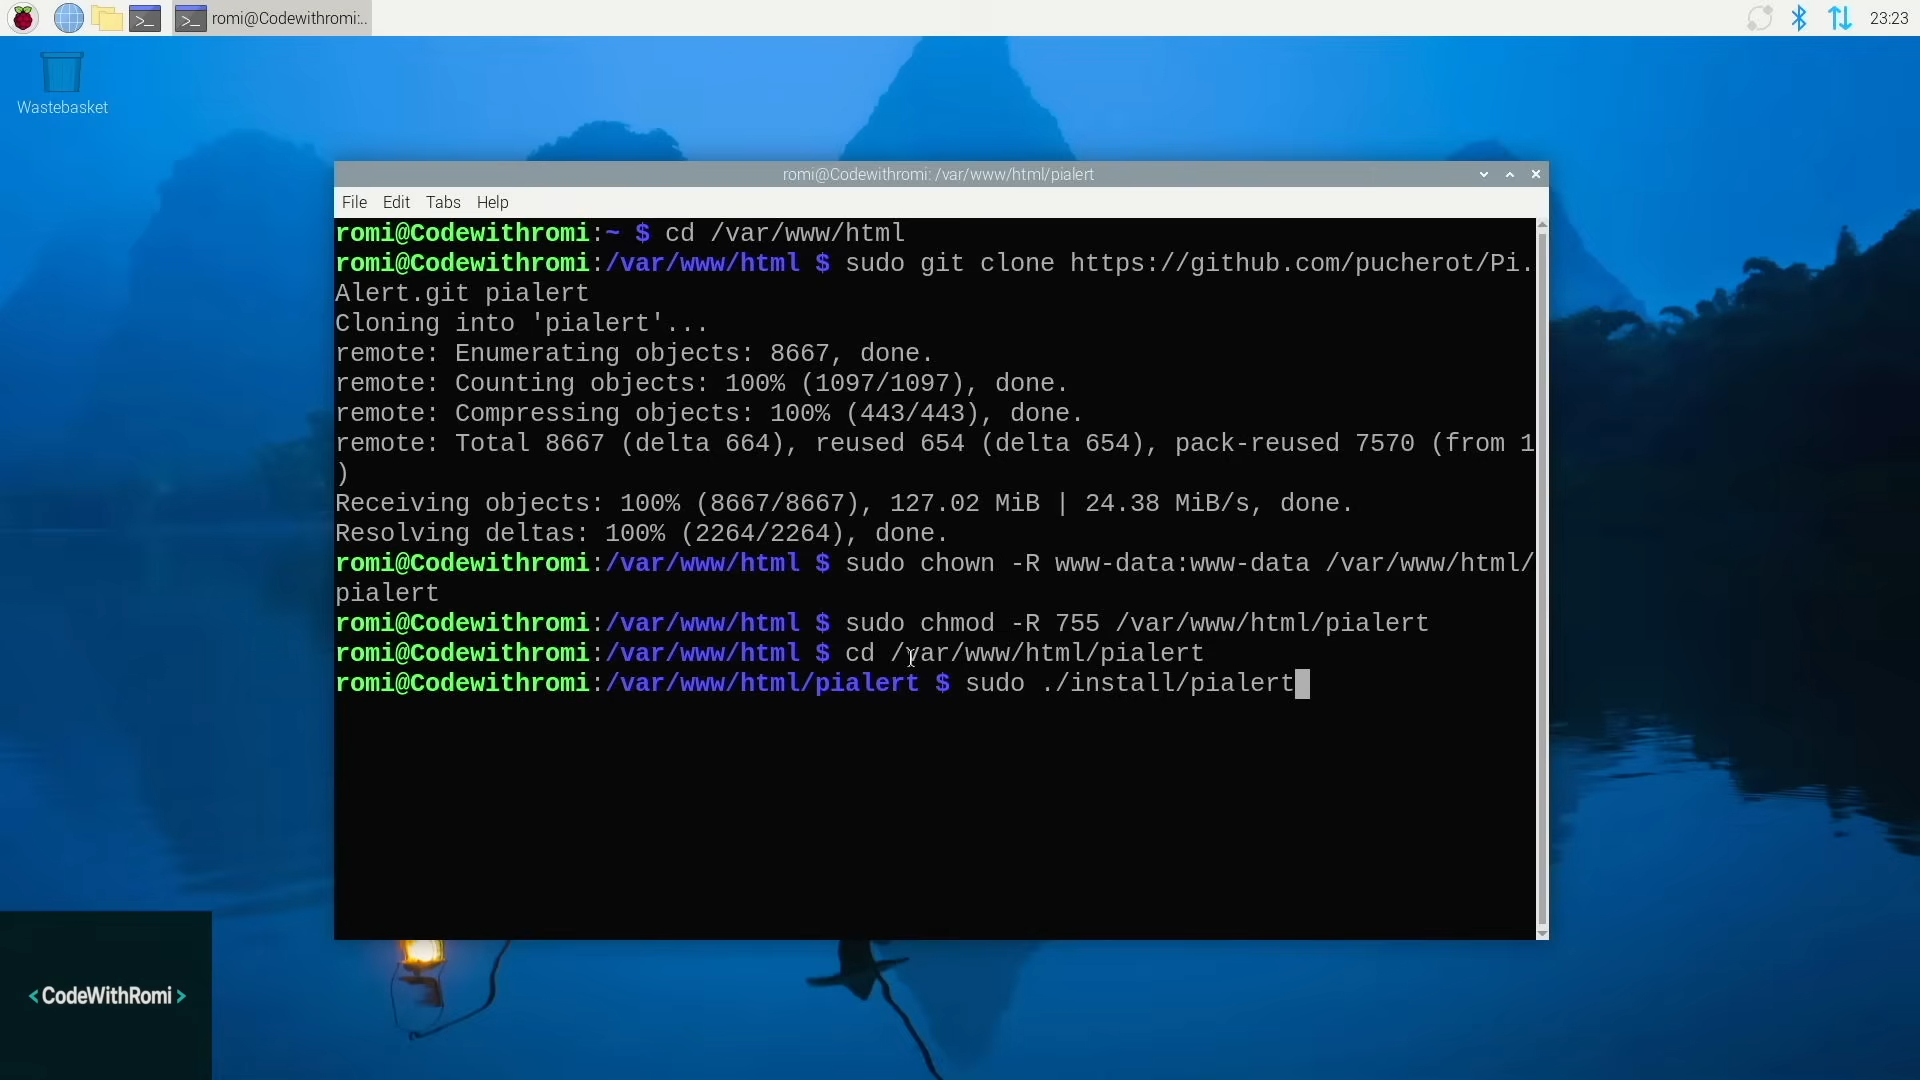 romi@Codewithromi:..
23:23
Wastebasket
romi@Codewithromi: /var/www/html/pialert
File Edit Tabs Help
romi@Codewithromi:~ $ cd /var/www/html
romi@Codewithromi:/var/www/html $ sudo git clone https://github.com/pucherot/Pi.
Alert.git pialert
Cloning into 'pialert'...
remote: Enumerating objects: 8667, done.
remote: Counting objects: 100% (1097/1097), done.
remote: Compressing objects: 100% (443/443), done.
remote: Total 8667 (delta 664), reused 654 (delta 654), pack-reused 7570 (from 1
)
Receiving objects: 100% (8667/8667), 127.02 MiB | 24.38 MiB/s, done.
Resolving deltas: 100% (2264/2264), done.
romi@Codewithromi:/var/www/html $ sudo chown -R www-data:www-data /var/www/html/
pialert
romi@Codewithromi:/var/www/html $ sudo chmod -R 755 /var/www/html/pialert
romi@Codewithromi:/var/www/html $ cd /var/www/html/pialert
romi@Codewithromi:/var/www/html/pialert $ sudo ./install/pialert
<CodeWithRomi>